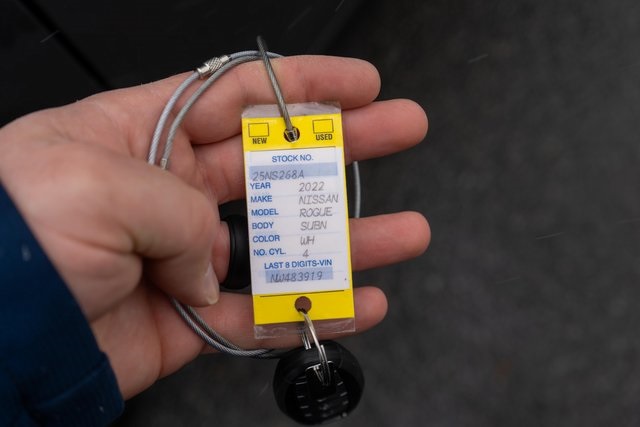 NEW USED
STOCK NO.
25NS268A
YEAR 2022
MAKE NISSAN
MODEL ROGUE
BODY SUBN
COLOR WH
NO. CYL. 4
LAST 8 DIGITS-VIN
NW483919